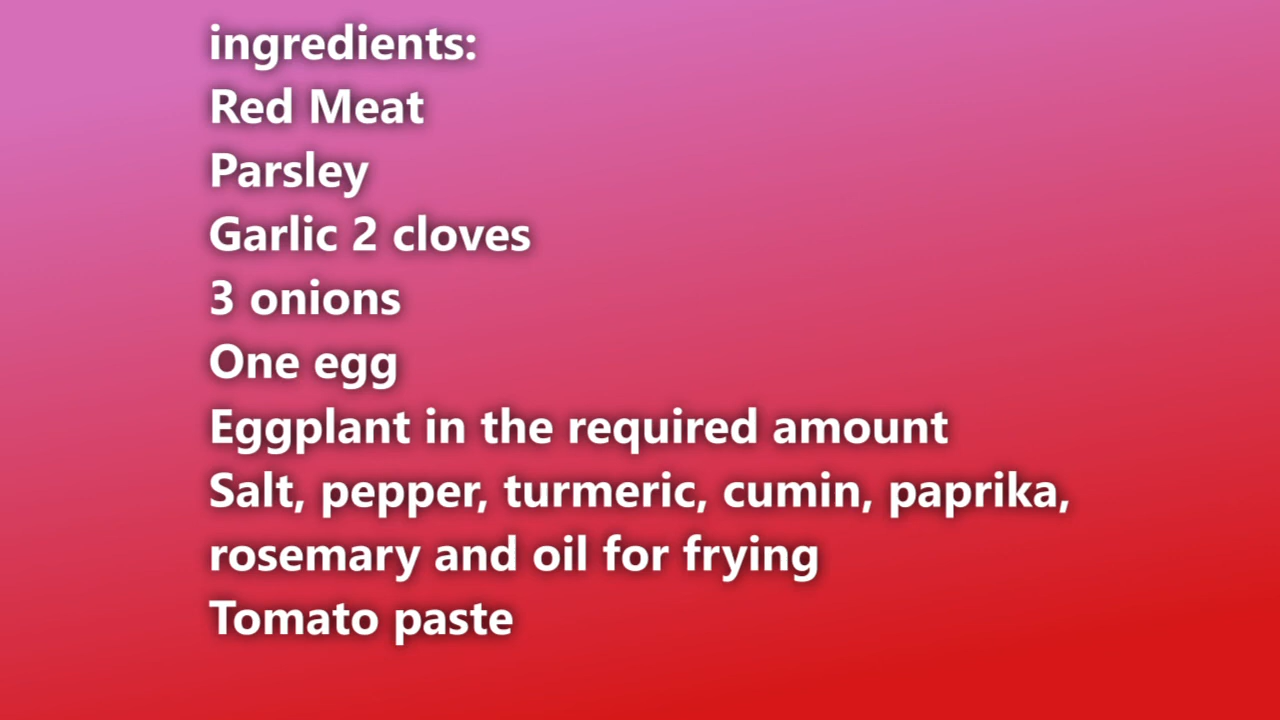 ingredients:
Red Meat
Parsley
Garlic 2 cloves
3 onions
One egg
Eggplant in the required amount
Salt, pepper, turmeric, cumin, paprika,
rosemary and oil for frying
Tomato paste